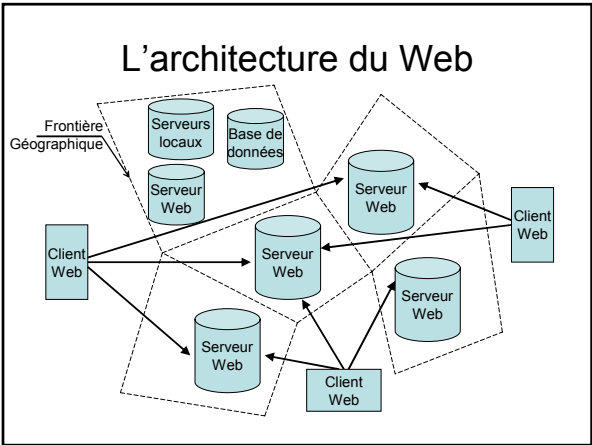 L'architecture du Web
Frontière
Géographique
Serveurs
locaux
Base de
données
Serveur
Web
Serveur
Web
Client
Web
Client
Web
Serveur
Web
Serveur
Web
Serveur
Web
Client
Web